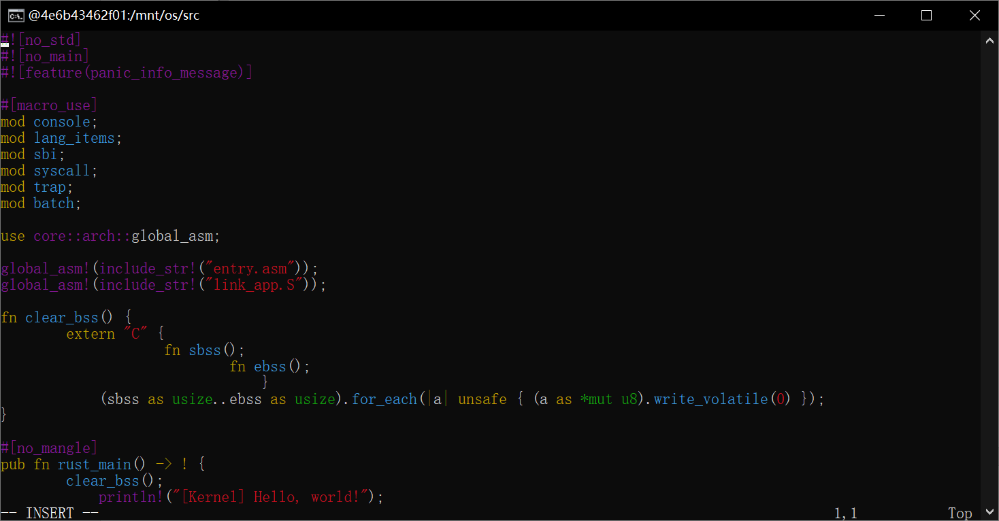 @4e6b43462f01:/mnt/os/src
#![no_std]
#![no_main]
#![feature(panic_info_message)]
#[macro_use]
mod console;
mod lang_items;
mod sbi;
mod syscall;
mod trap;
mod batch;
use core::arch::global_asm;
global_asm!(include_str!("entry.asm"));
global_asm!(include_str!("link_app.S"));
fn clear_bss() {
        extern "C" {
                    fn sbss();
                            fn ebss();
                                }
            (sbss as usize..ebss as usize).for_each(|a| unsafe { (a as *mut u8).write_volatile(0) });
}
#[no_mangle]
pub fn rust_main() -> ! {
        clear_bss();
            println!("[Kernel] Hello, world!");
-- INSERT -- 1,1 Top